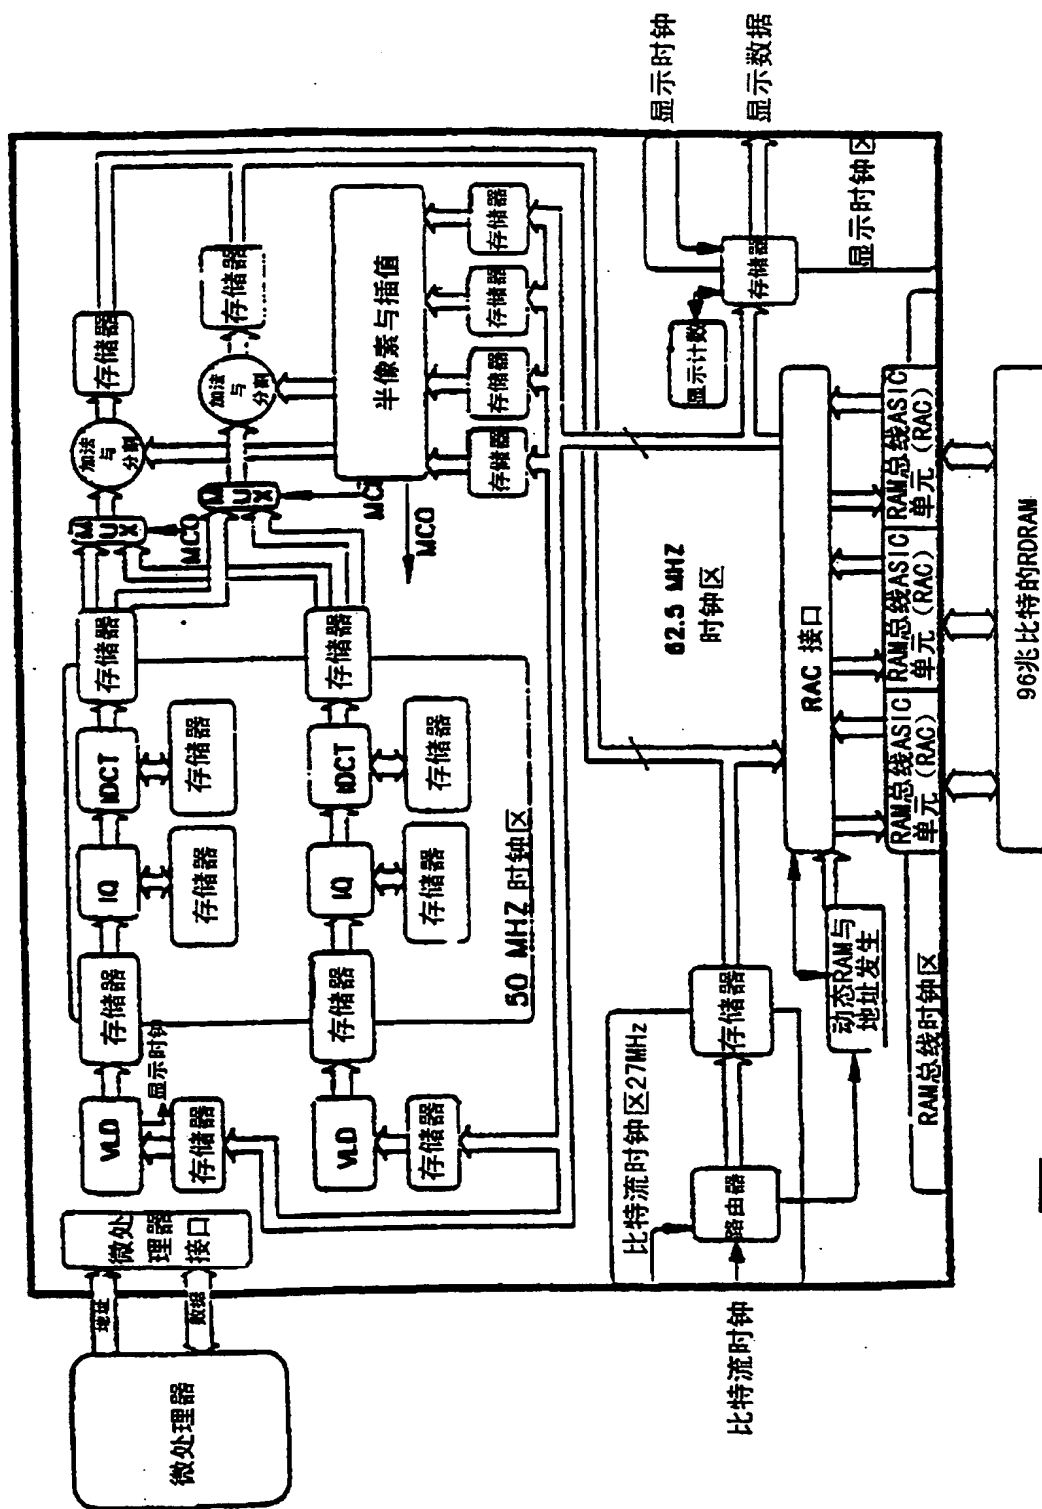 微处理器
地址
数据
微处
理器
接口
VLD
存储器
显示时钟
存储器
IQ
存储器
IDCT
存储器
存储器
MUX
MCO
加法
与
分割
存储器
VLD
存储器
存储器
IQ
存储器
IDCT
存储器
存储器
MUX
加法
与
分割
存储器
50 MHZ 时钟区
MCO
半像素与插值
存储器
存储器
存储器
存储器
62.5 MHZ
时钟区
比特流时钟区27MHz
比特流时钟
路由器
存储器
显示计数
存储器
显示时钟
显示数据
显示时钟区
RAC 接口
动态RAM与
地址发生
RAM总线时钟区
RAM总线ASIC
单元(RAC)
RAM总线ASIC
单元(RAC)
RAM总线ASIC
单元(RAC)
96兆比特的RDRAM